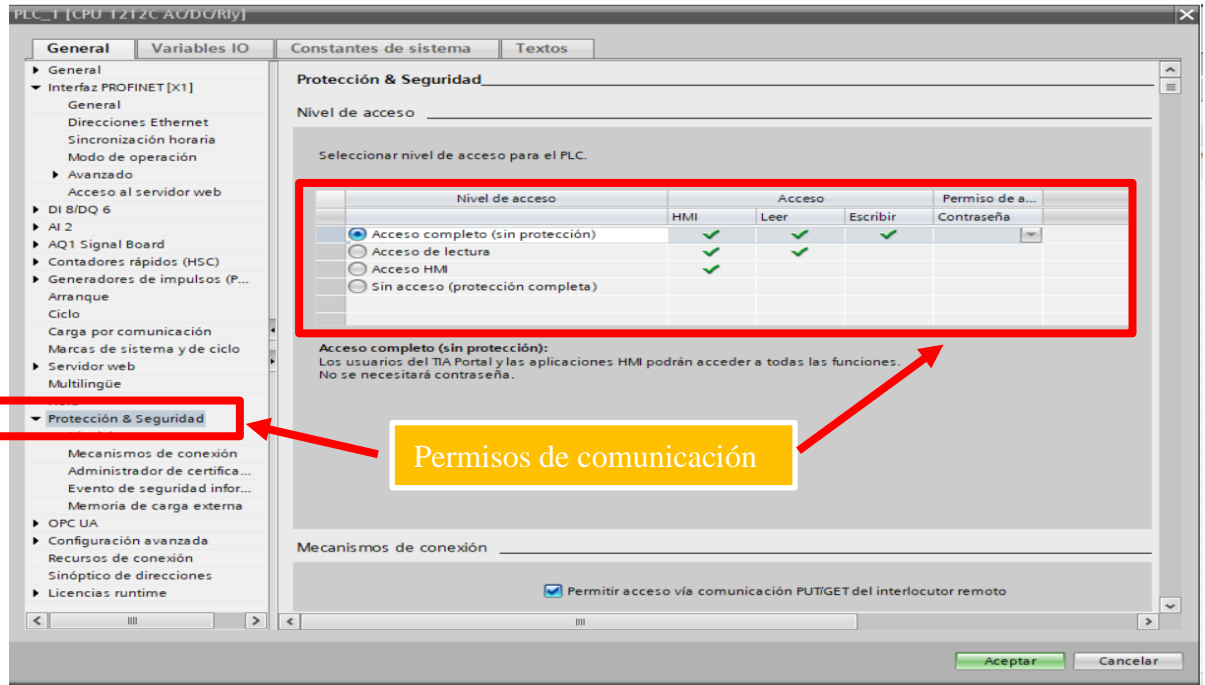 PLC_1 [CPU 1212C AC/DC/Rly]
General Variables IO Constantes de sistema Textos
General
Interfaz PROFINET [X1]
General
Direcciones Ethernet
Sincronización horaria
Modo de operación
Avanzado
Acceso al servidor web
DI 8/DQ 6
AI 2
AQ1 Signal Board
Contadores rápidos (HSC)
Generadores de impulsos (P...
Arranque
Ciclo
Carga por comunicación
Marcas de sistema y de ciclo
Servidor web
Multilingüe
Protección & Seguridad
Mecanismos de conexión
Administrador de certifica...
Evento de seguridad infor...
Memoria de carga externa
OPC UA
Configuración avanzada
Recursos de conexión
Sinóptico de direcciones
Licencias runtime
Protección & Seguridad
Nivel de acceso
Seleccionar nivel de acceso para el PLC.
Nivel de acceso Acceso Permiso de a...
HMI Leer Escribir Contraseña
Acceso completo (sin protección)
Acceso de lectura
Acceso HMI
Sin acceso (protección completa)
Acceso completo (sin protección):
Los usuarios del TIA Portal y las aplicaciones HMI podrán acceder a todas las funciones.
No se necesitará contraseña.
Permisos de comunicación
Mecanismos de conexión
Permitir acceso vía comunicación PUT/GET del interlocutor remoto
Aceptar Cancelar